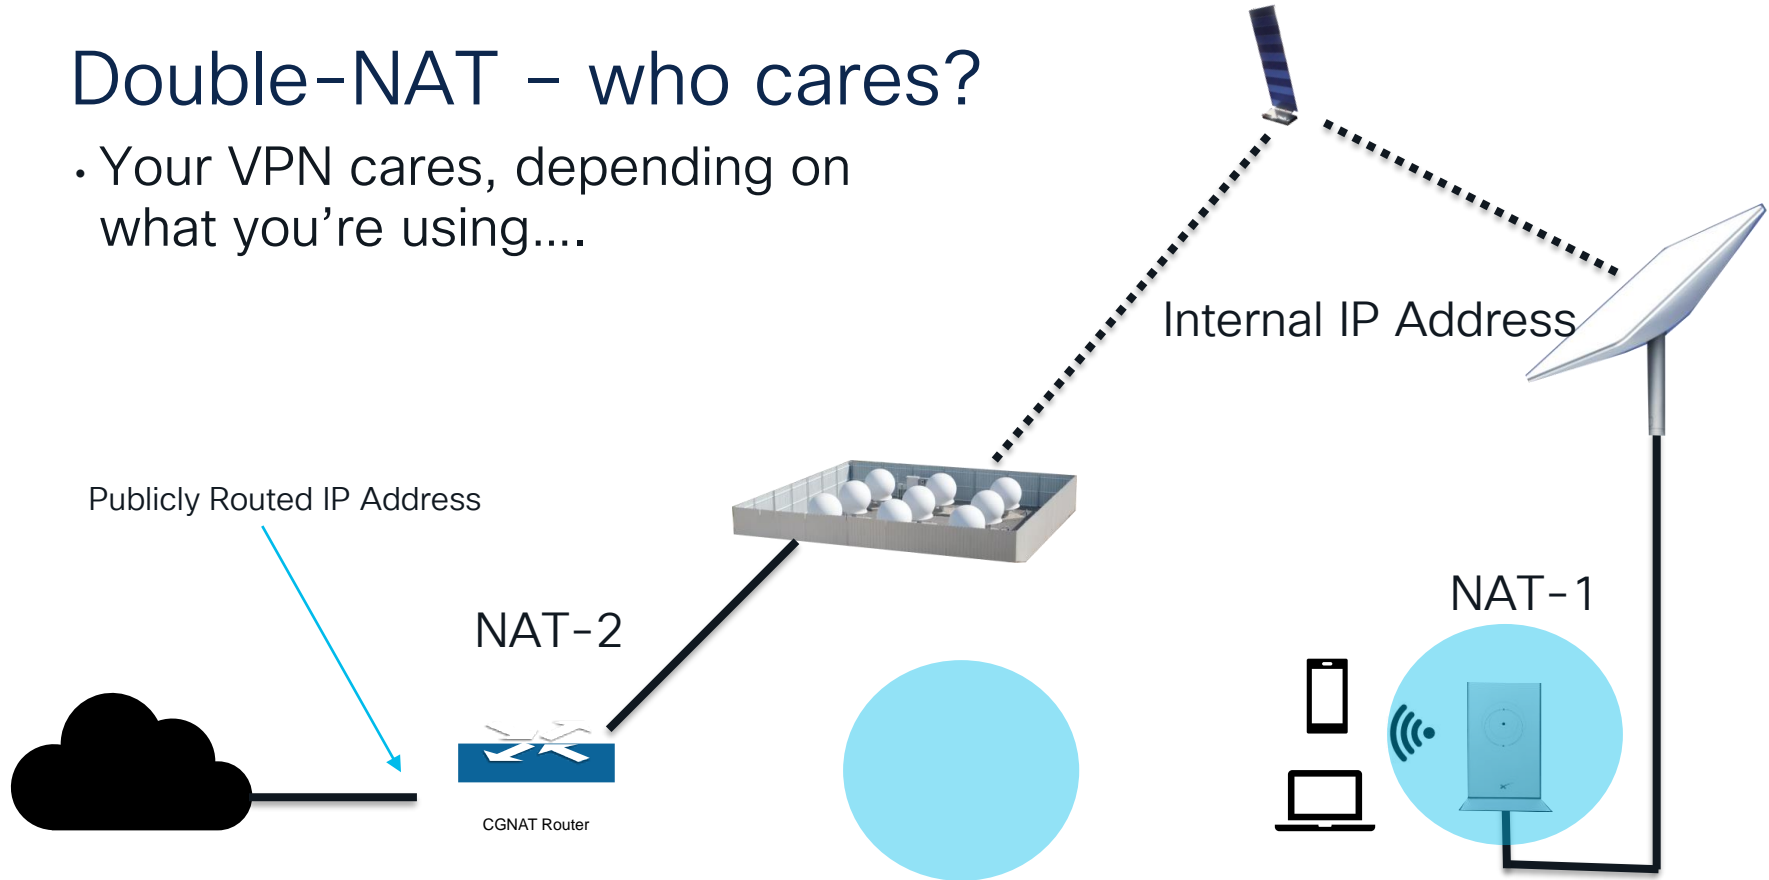 Double-NAT – who cares?
• Your VPN cares, depending on
what you're using....
Internal IP Address
Publicly Routed IP Address
NAT-1
NAT-2
CGNAT Router